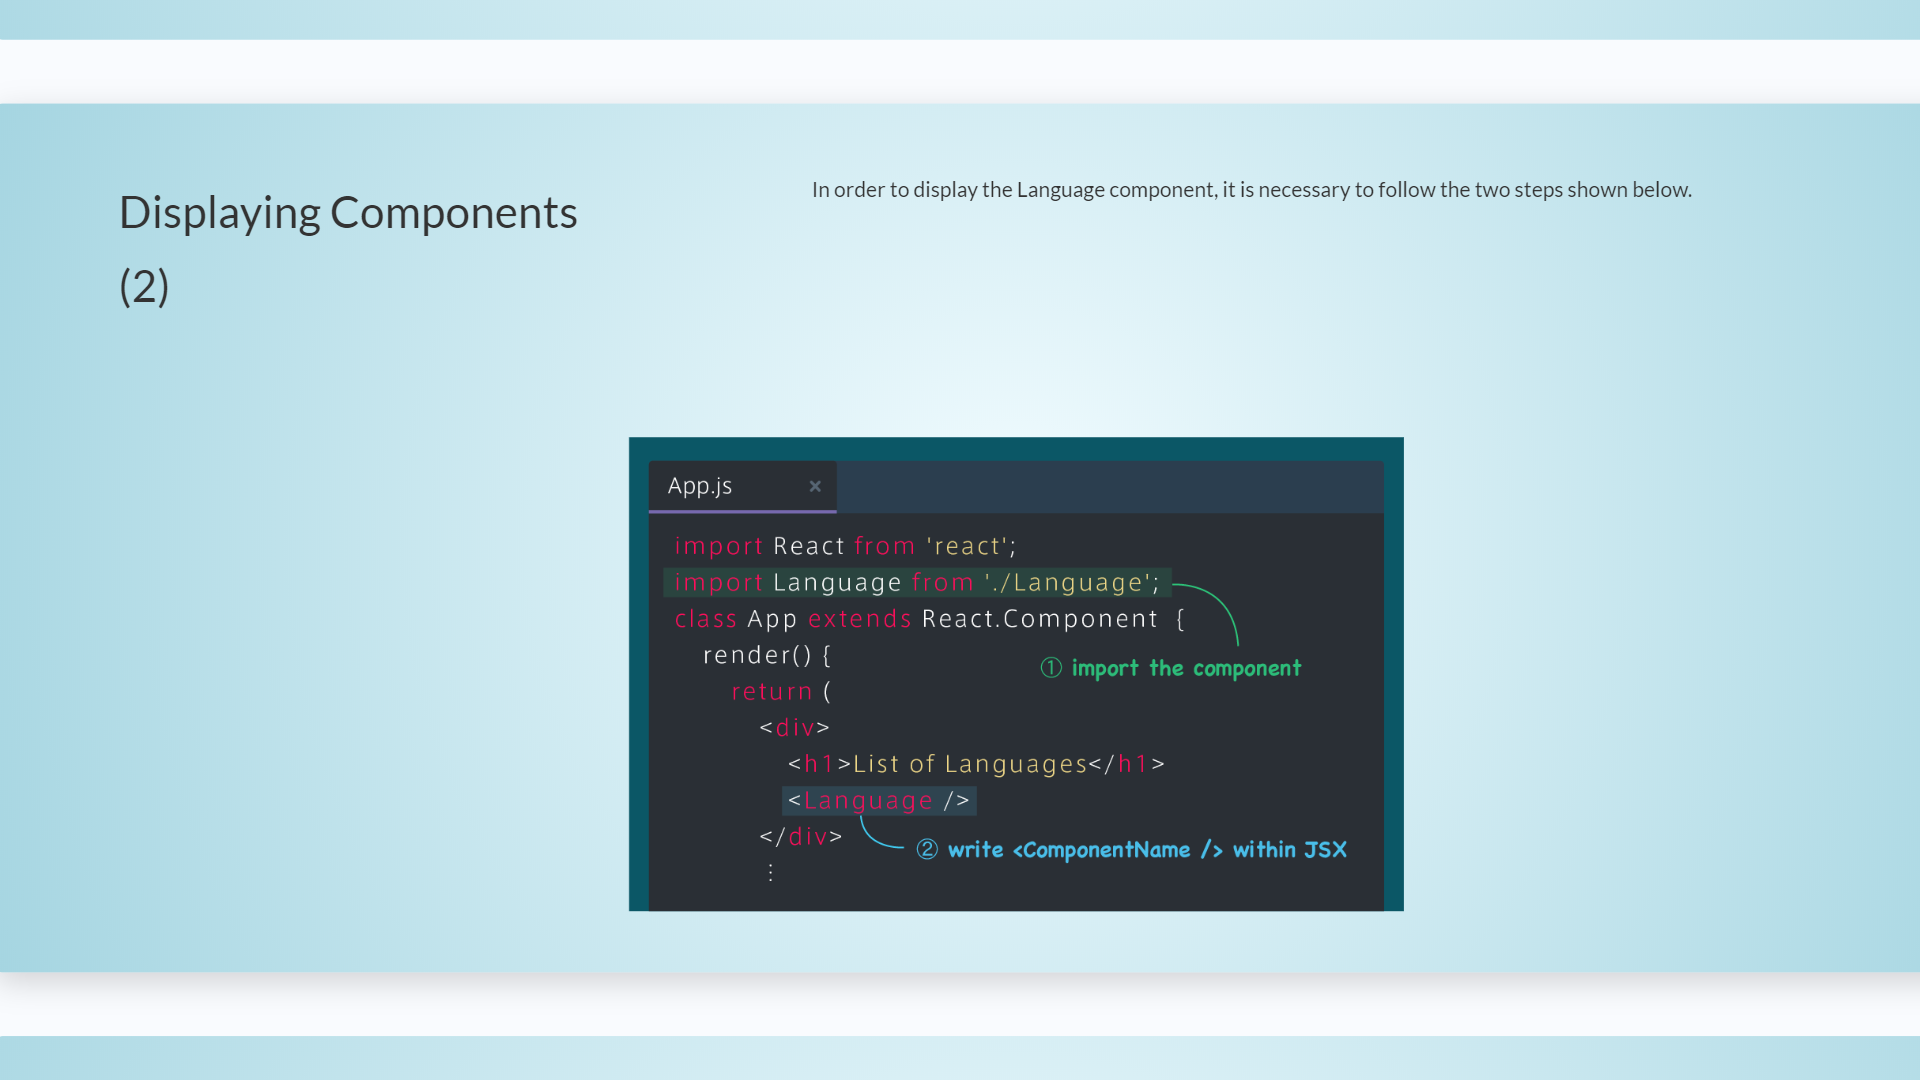 Displaying Components
(2)
In order to display the Language component, it is necessary to follow the two steps shown below.
App.js ×
import React from 'react';
import Language from './Language';
class App extends React.Component {
render() {
① import the component
return (
<div>
<h1>List of Languages</h1>
<Language />
</div>
② write <ComponentName /> within JSX
⋮